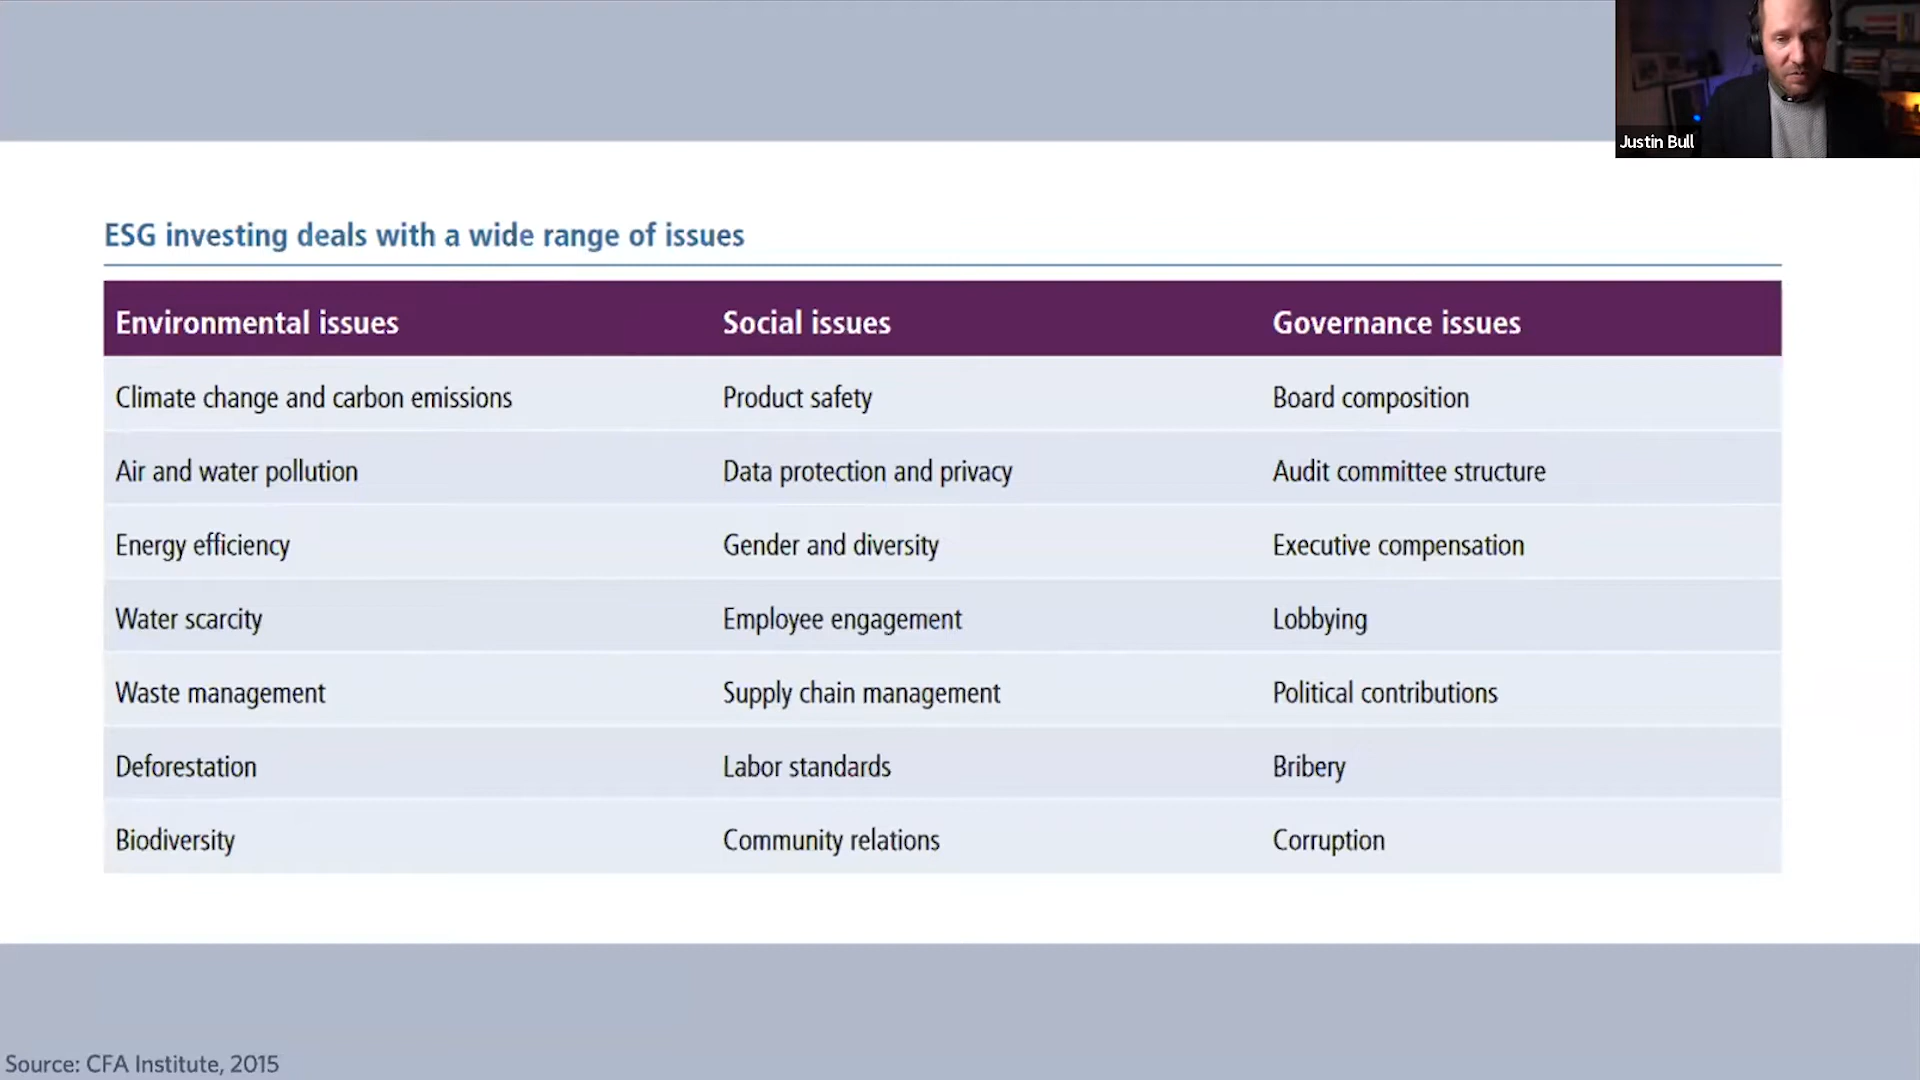 Justin Bull
ESG investing deals with a wide range of issues
Environmental issues Social issues Governance issues
Climate change and carbon emissions Product safety Board composition
Air and water pollution Data protection and privacy Audit committee structure
Energy efficiency Gender and diversity Executive compensation
Water scarcity Employee engagement Lobbying
Waste management Supply chain management Political contributions
Deforestation Labor standards Bribery
Biodiversity Community relations Corruption
Source: CFA Institute, 2015